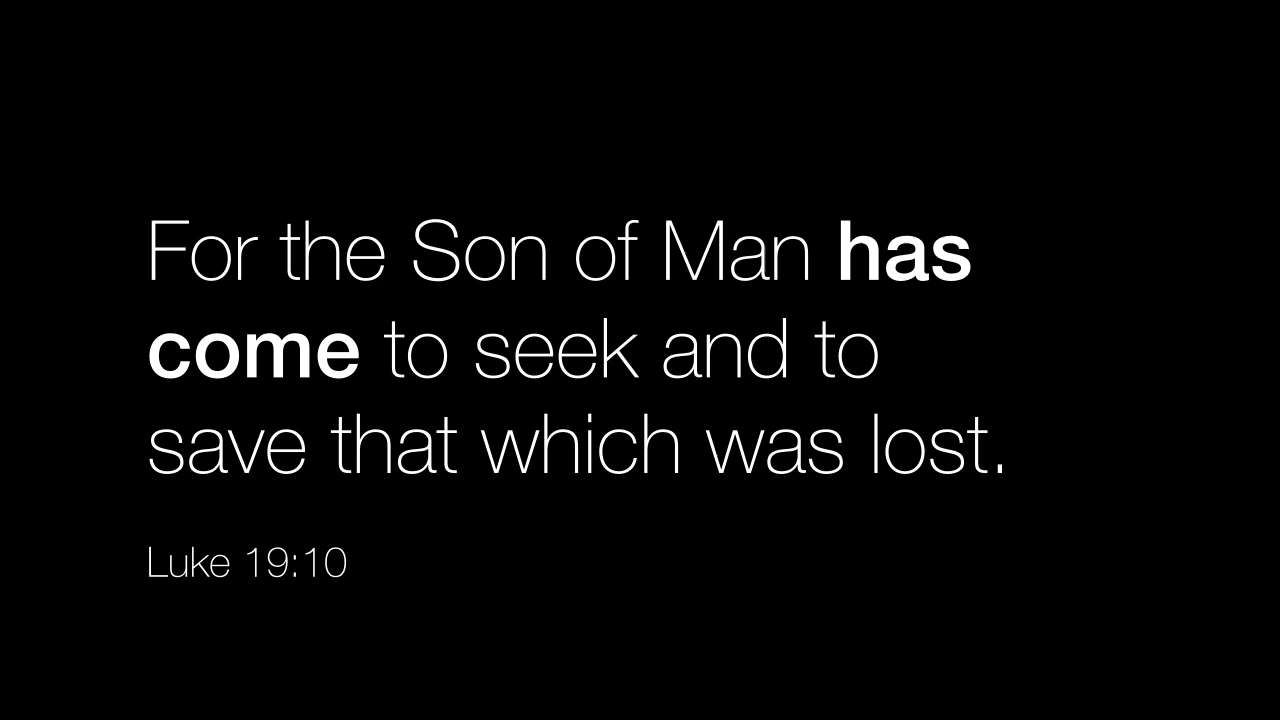 For the Son of Man has
come to seek and to
save that which was lost.
Luke 19:10